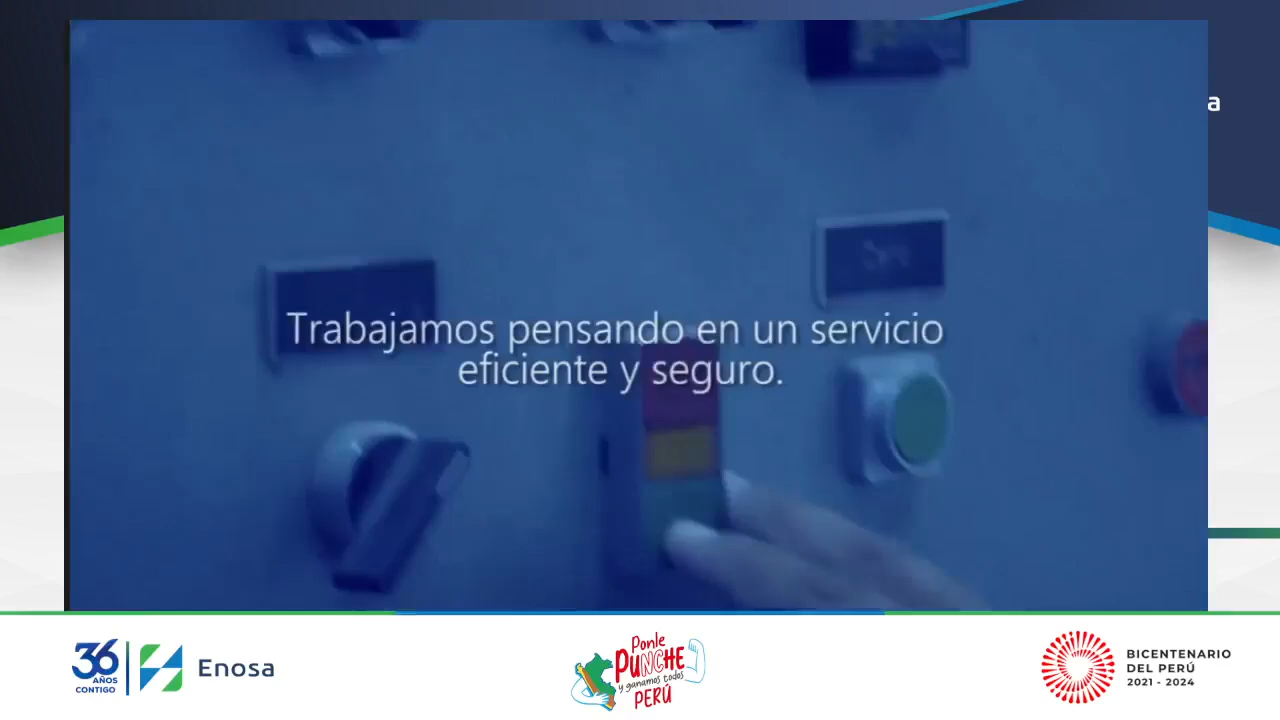 a
Trabajamos pensando en un servicio
eficiente y seguro.
36
AÑOS
CONTIGO
Enosa
Ponle
PUNCHE
y ganamos todos
PERÚ
BICENTENARIO
DEL PERÚ
2021 - 2024